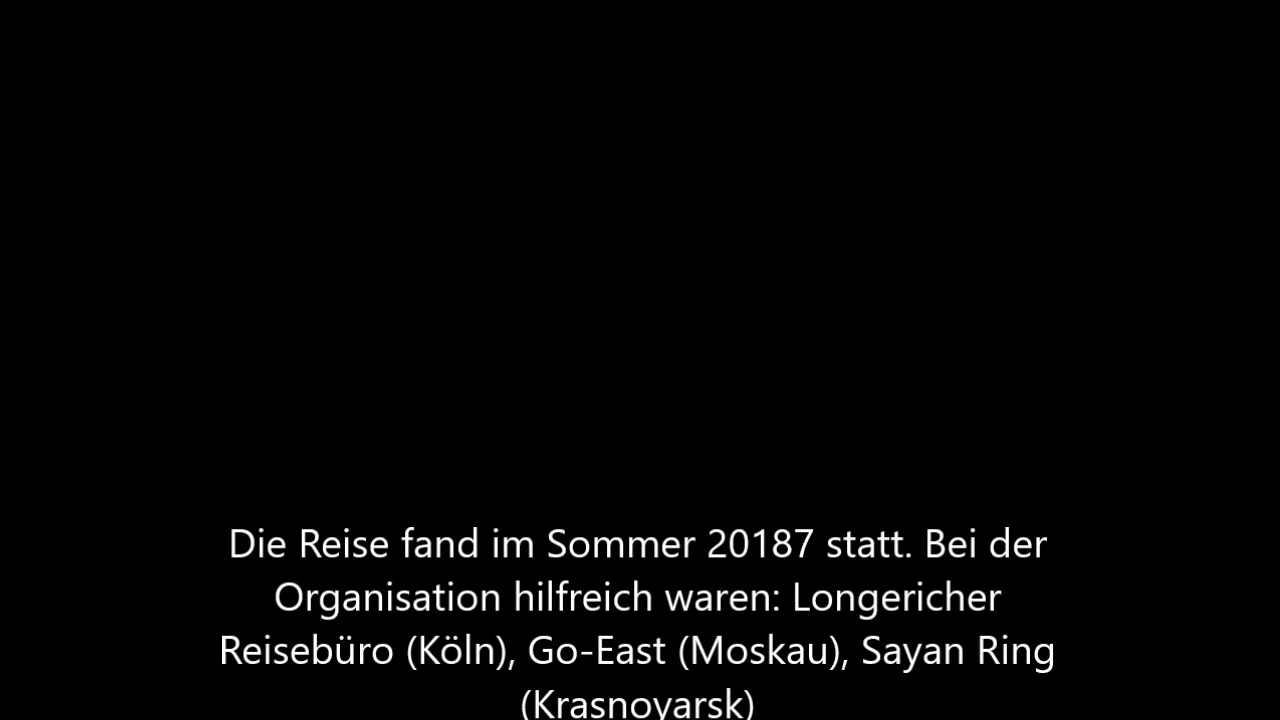 Die Reise fand im Sommer 20187 statt. Bei der
Organisation hilfreich waren: Longericher
Reisebüro (Köln), Go-East (Moskau), Sayan Ring
(Krasnoyarsk)